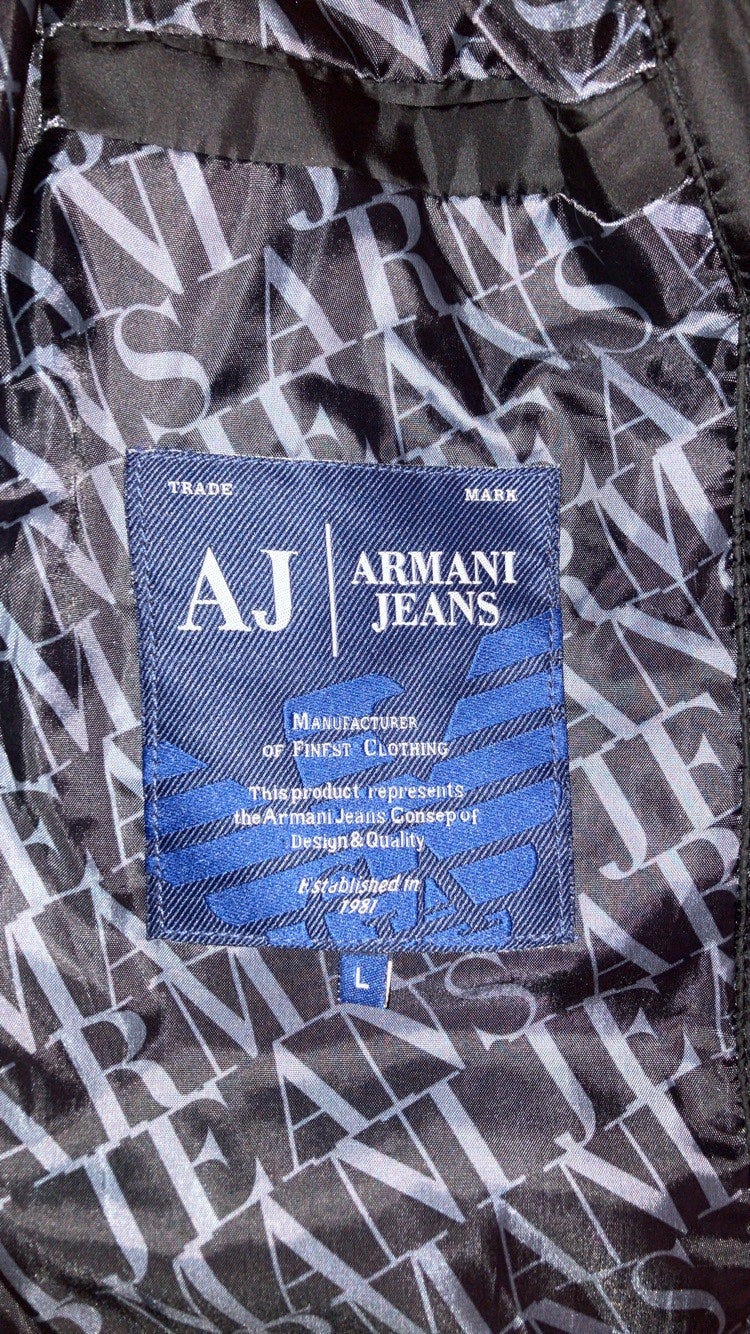 TRADE MARK
AJ ARMANI
JEANS
MANUFACTURER
OF FINEST CLOTHING
This product represents
the Armani Jeans Consep of
Design & Quality
Established in
1981
L